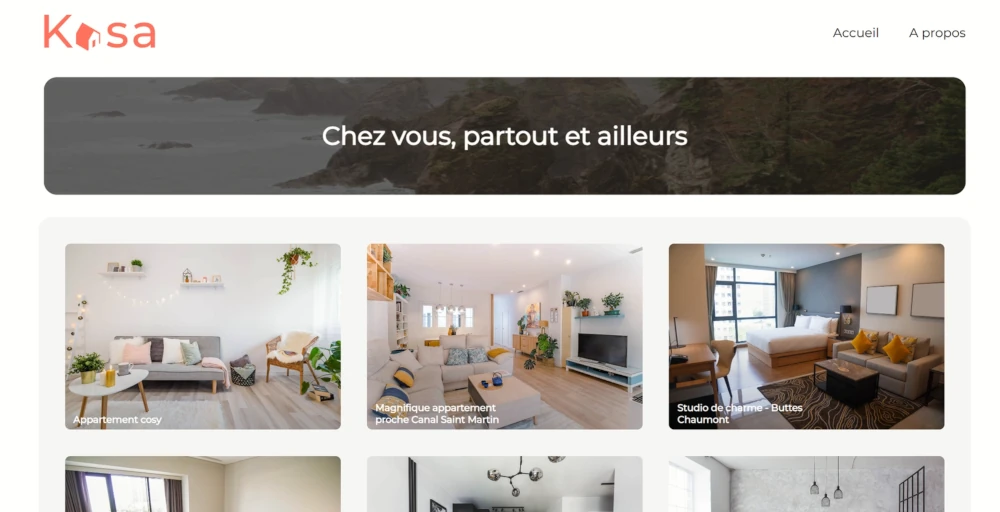 Kasa
Accueil
A propos
Chez vous, partout et ailleurs
Appartement cosy
Magnifique appartement
proche Canal Saint Martin
Studio de charme - Buttes
Chaumont